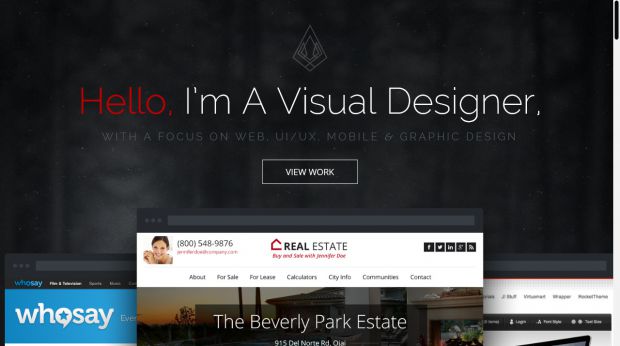 Hello, I'm A Visual Designer,
WITH A FOCUS ON WEB, UI/UX, MOBILE & GRAPHIC DESIGN
VIEW WORK
(800) 548-9876
jenniferdoe@company.com
REAL ESTATE
Buy and Sale with Jennifer Doe
About For Sale For Lease Calculators City Info Communities Contact
The Beverly Park Estate
915 Del Norte Rd, Ojai
whosay Film & Television Sports Music
whosay
JI Stuff Virtuemart Wrapper RocketTheme
Login Font Style Text Size